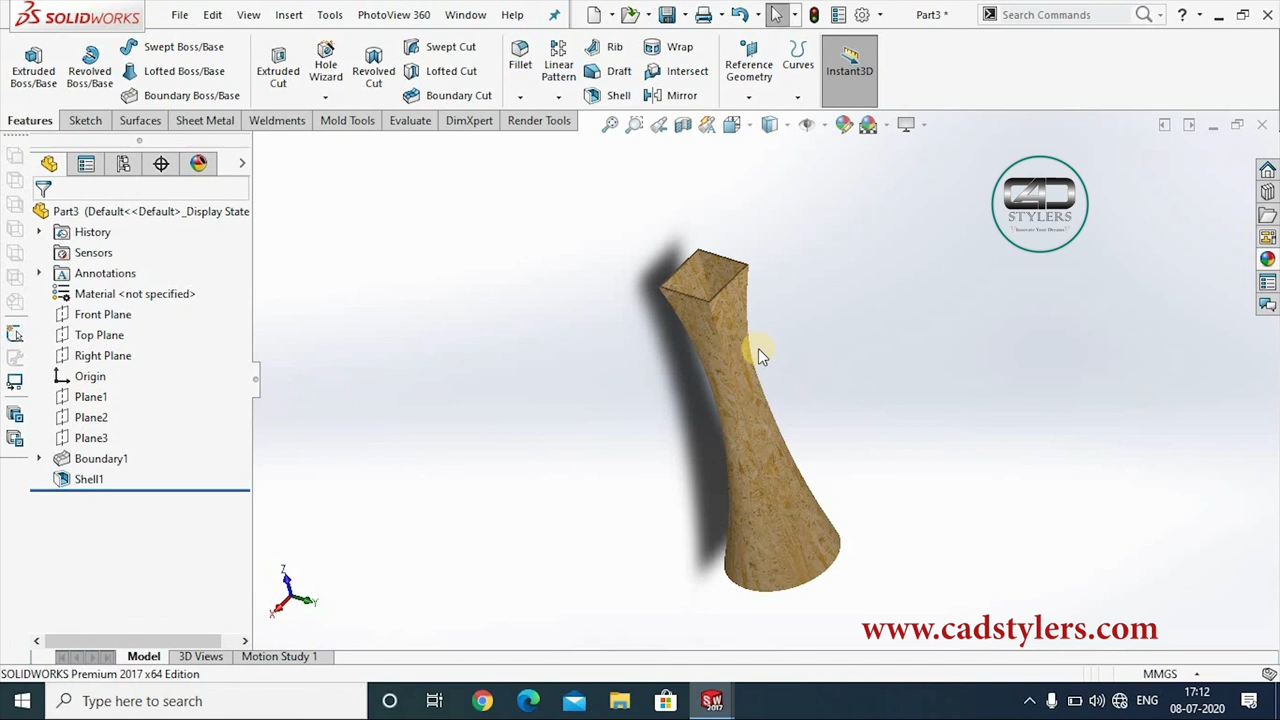 SOLIDWORKS File Edit View Insert Tools PhotoView 360 Window Help Part3 * Search Commands ?
Extruded Boss/Base
Revolved Boss/Base
Swept Boss/Base
Lofted Boss/Base
Boundary Boss/Base
Extruded Cut
Hole Wizard
Revolved Cut
Swept Cut
Lofted Cut
Boundary Cut
Fillet
Linear Pattern
Rib
Draft
Shell
Wrap
Intersect
Mirror
Reference Geometry
Curves
Instant3D
Features Sketch Surfaces Sheet Metal Weldments Mold Tools Evaluate DimXpert Render Tools
Part3 (Default<<Default>_Display State
History
Sensors
Annotations
Material <not specified>
Front Plane
Top Plane
Right Plane
Origin
Plane1
Plane2
Plane3
Boundary1
Shell1
C4D
STYLERS
Innovate Your Dreams
Z
X
Y
www.cadstylers.com
Model 3D Views Motion Study 1
SOLIDWORKS Premium 2017 x64 Edition MMGS
Type here to search
SW
2017
ENG
17:12
08-07-2020